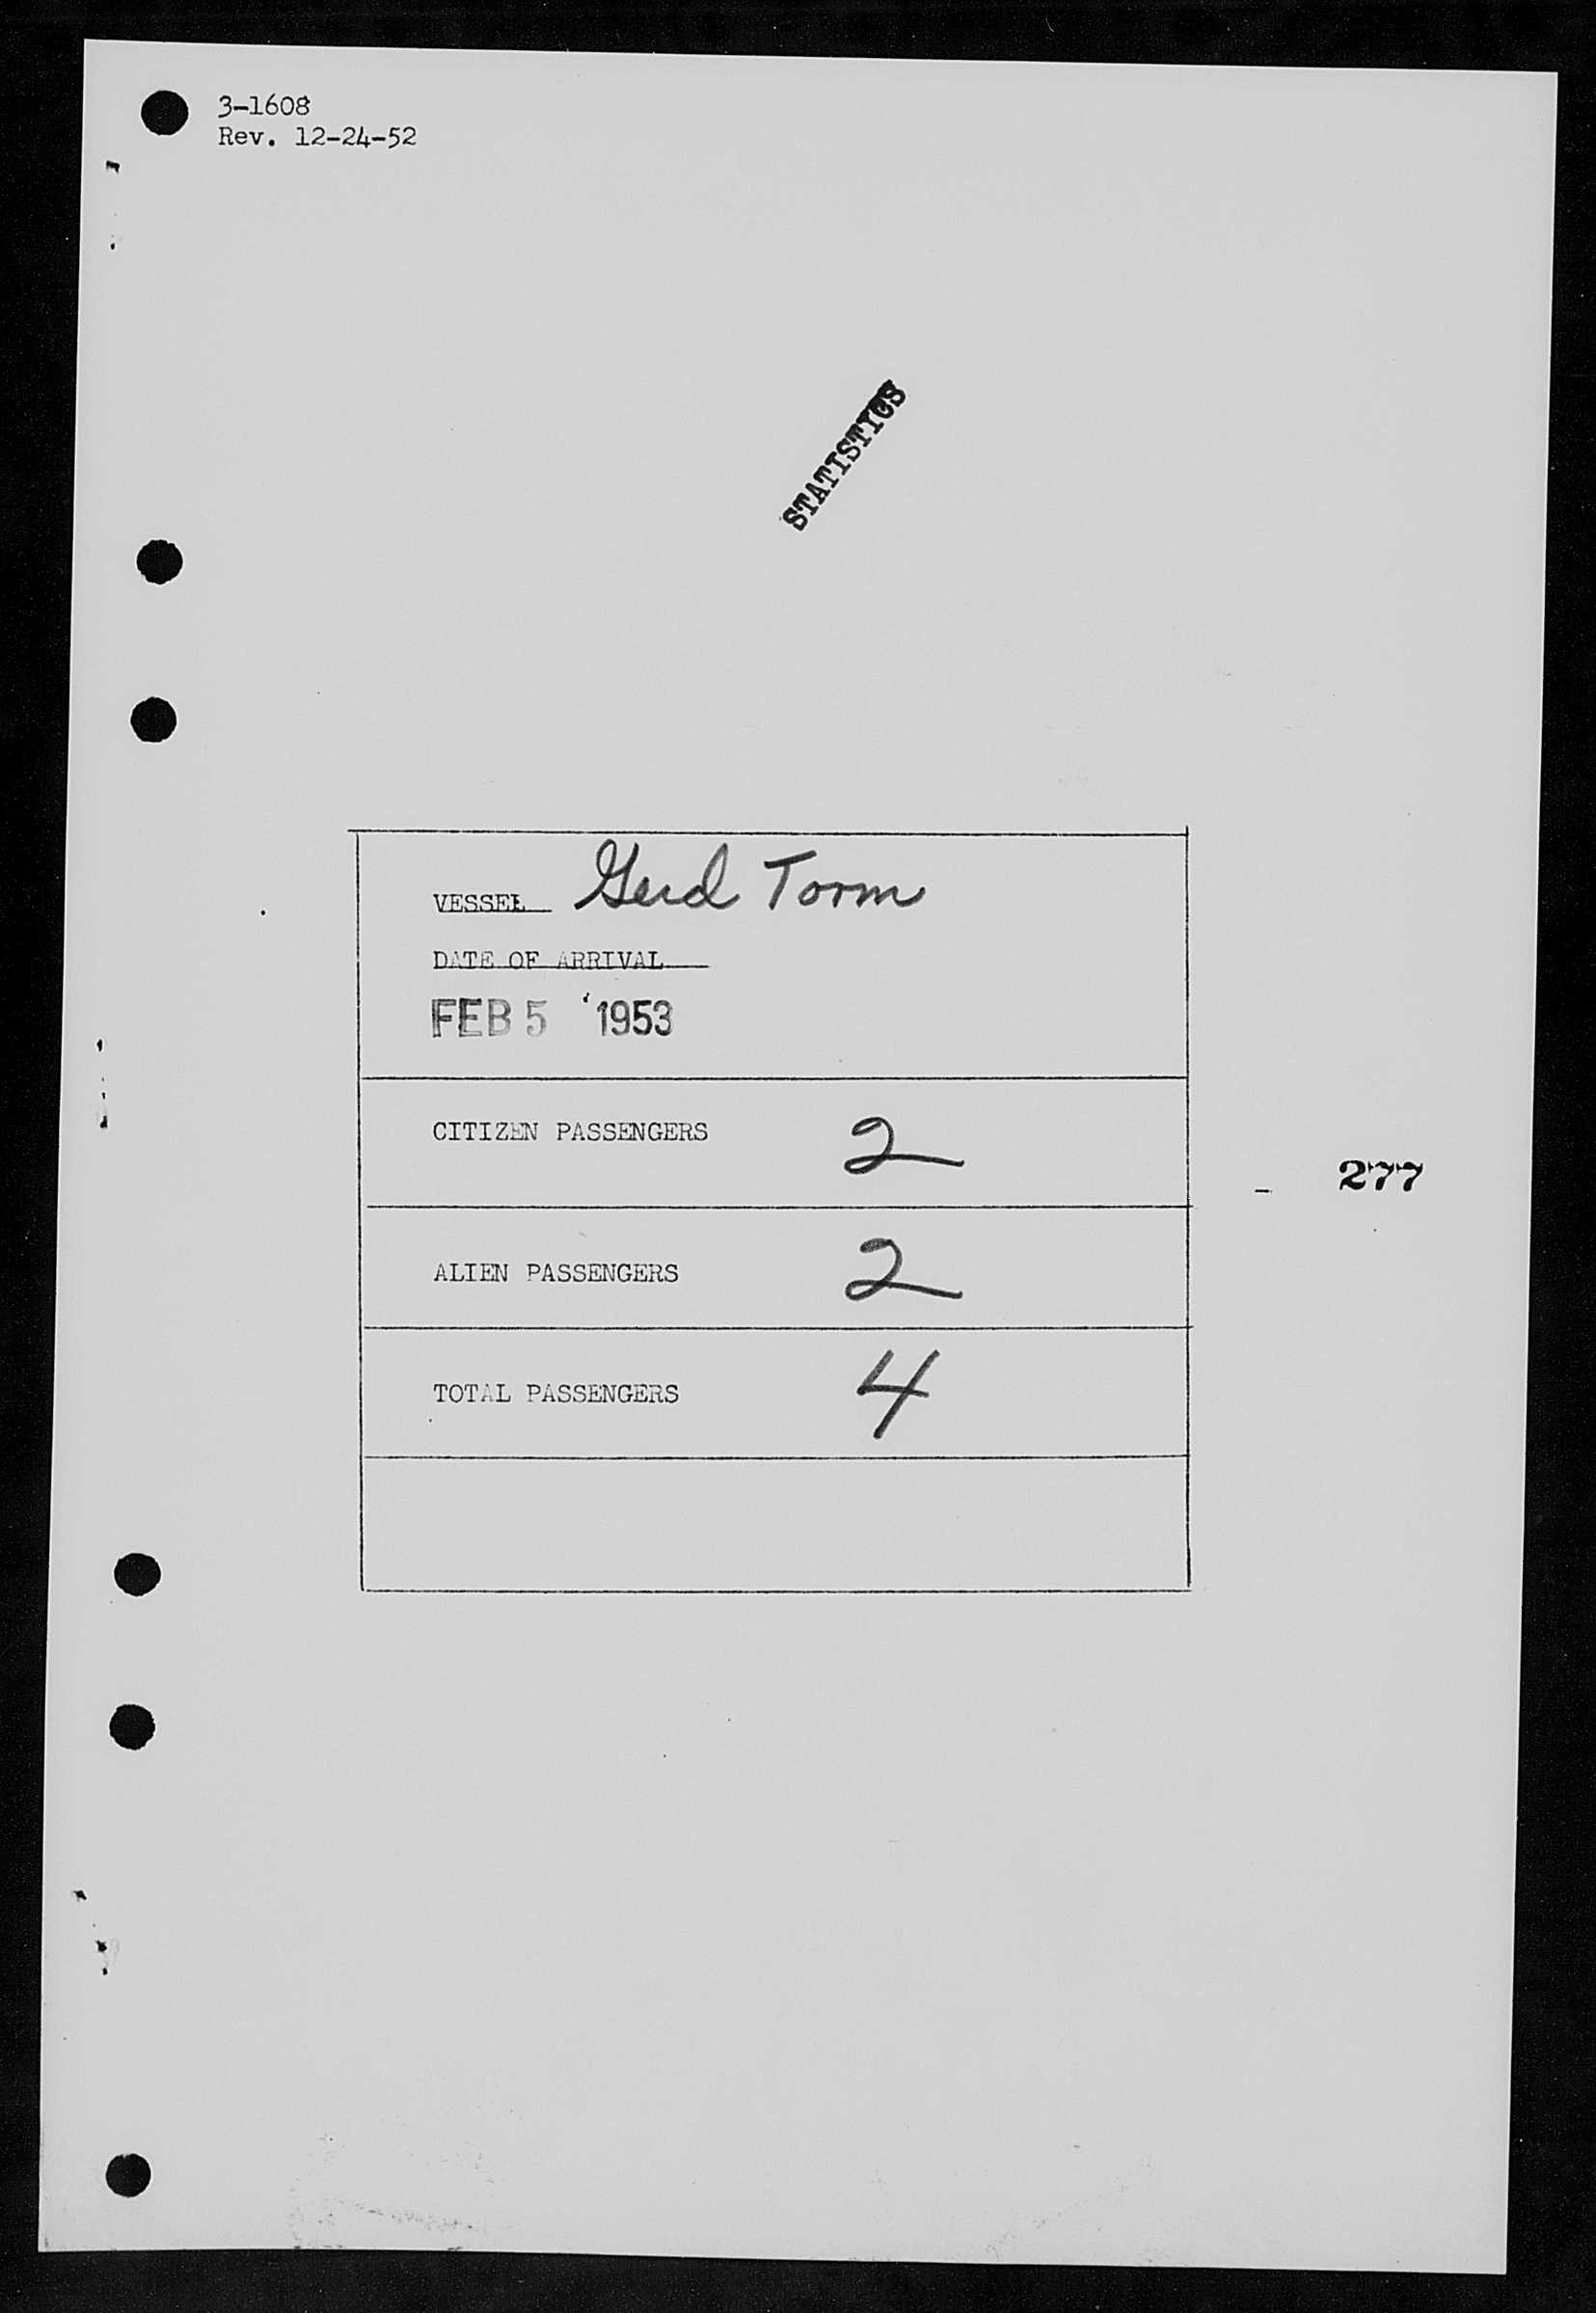 3-1608
Rev. 12-24-52
STATISTICS
VESSEL Gerd Torm
DATE OF ARRIVAL
FEB 5 '1953
CITIZEN PASSENGERS 2
- 277
ALIEN PASSENGERS 2
TOTAL PASSENGERS 4